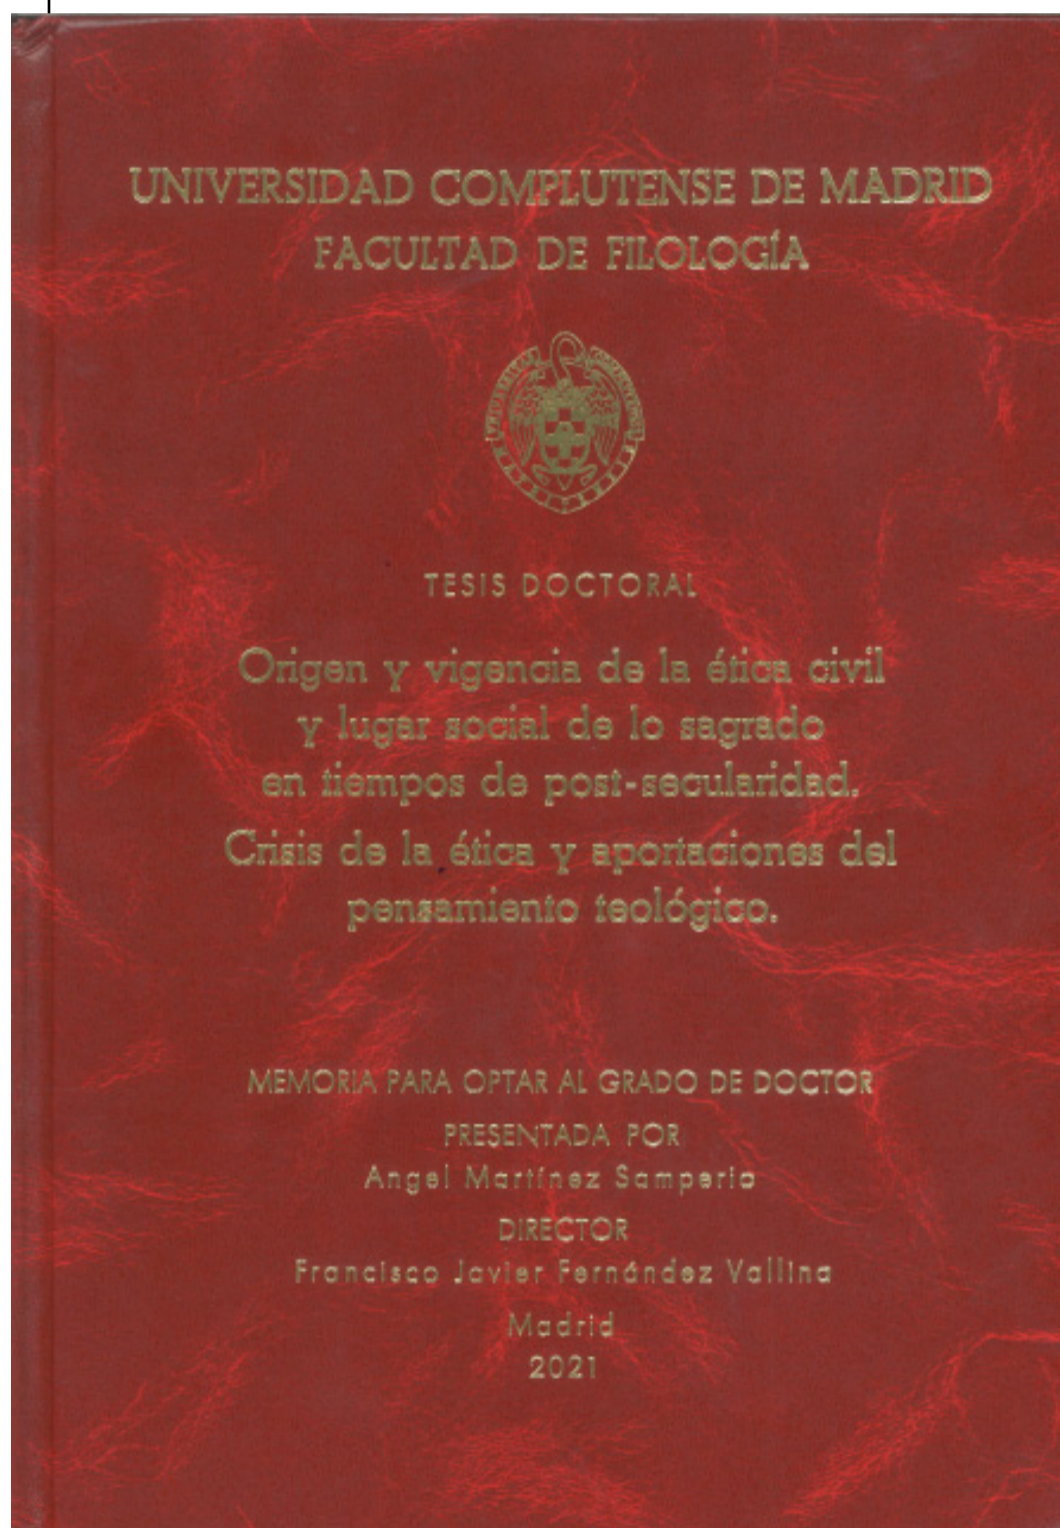 UNIVERSIDAD COMPLUTENSE DE MADRID
FACULTAD DE FILOLOGÍA
TESIS DOCTORAL
Origen y vigencia de la ética civil
y lugar social de lo sagrado
en tiempos de post-secularidad.
Crisis de la ética y aportaciones del
pensamiento teológico.
MEMORIA PARA OPTAR AL GRADO DE DOCTOR
PRESENTADA POR
Angel Martínez Samperio
DIRECTOR
Francisco Javier Fernández Vallina
Madrid
2021